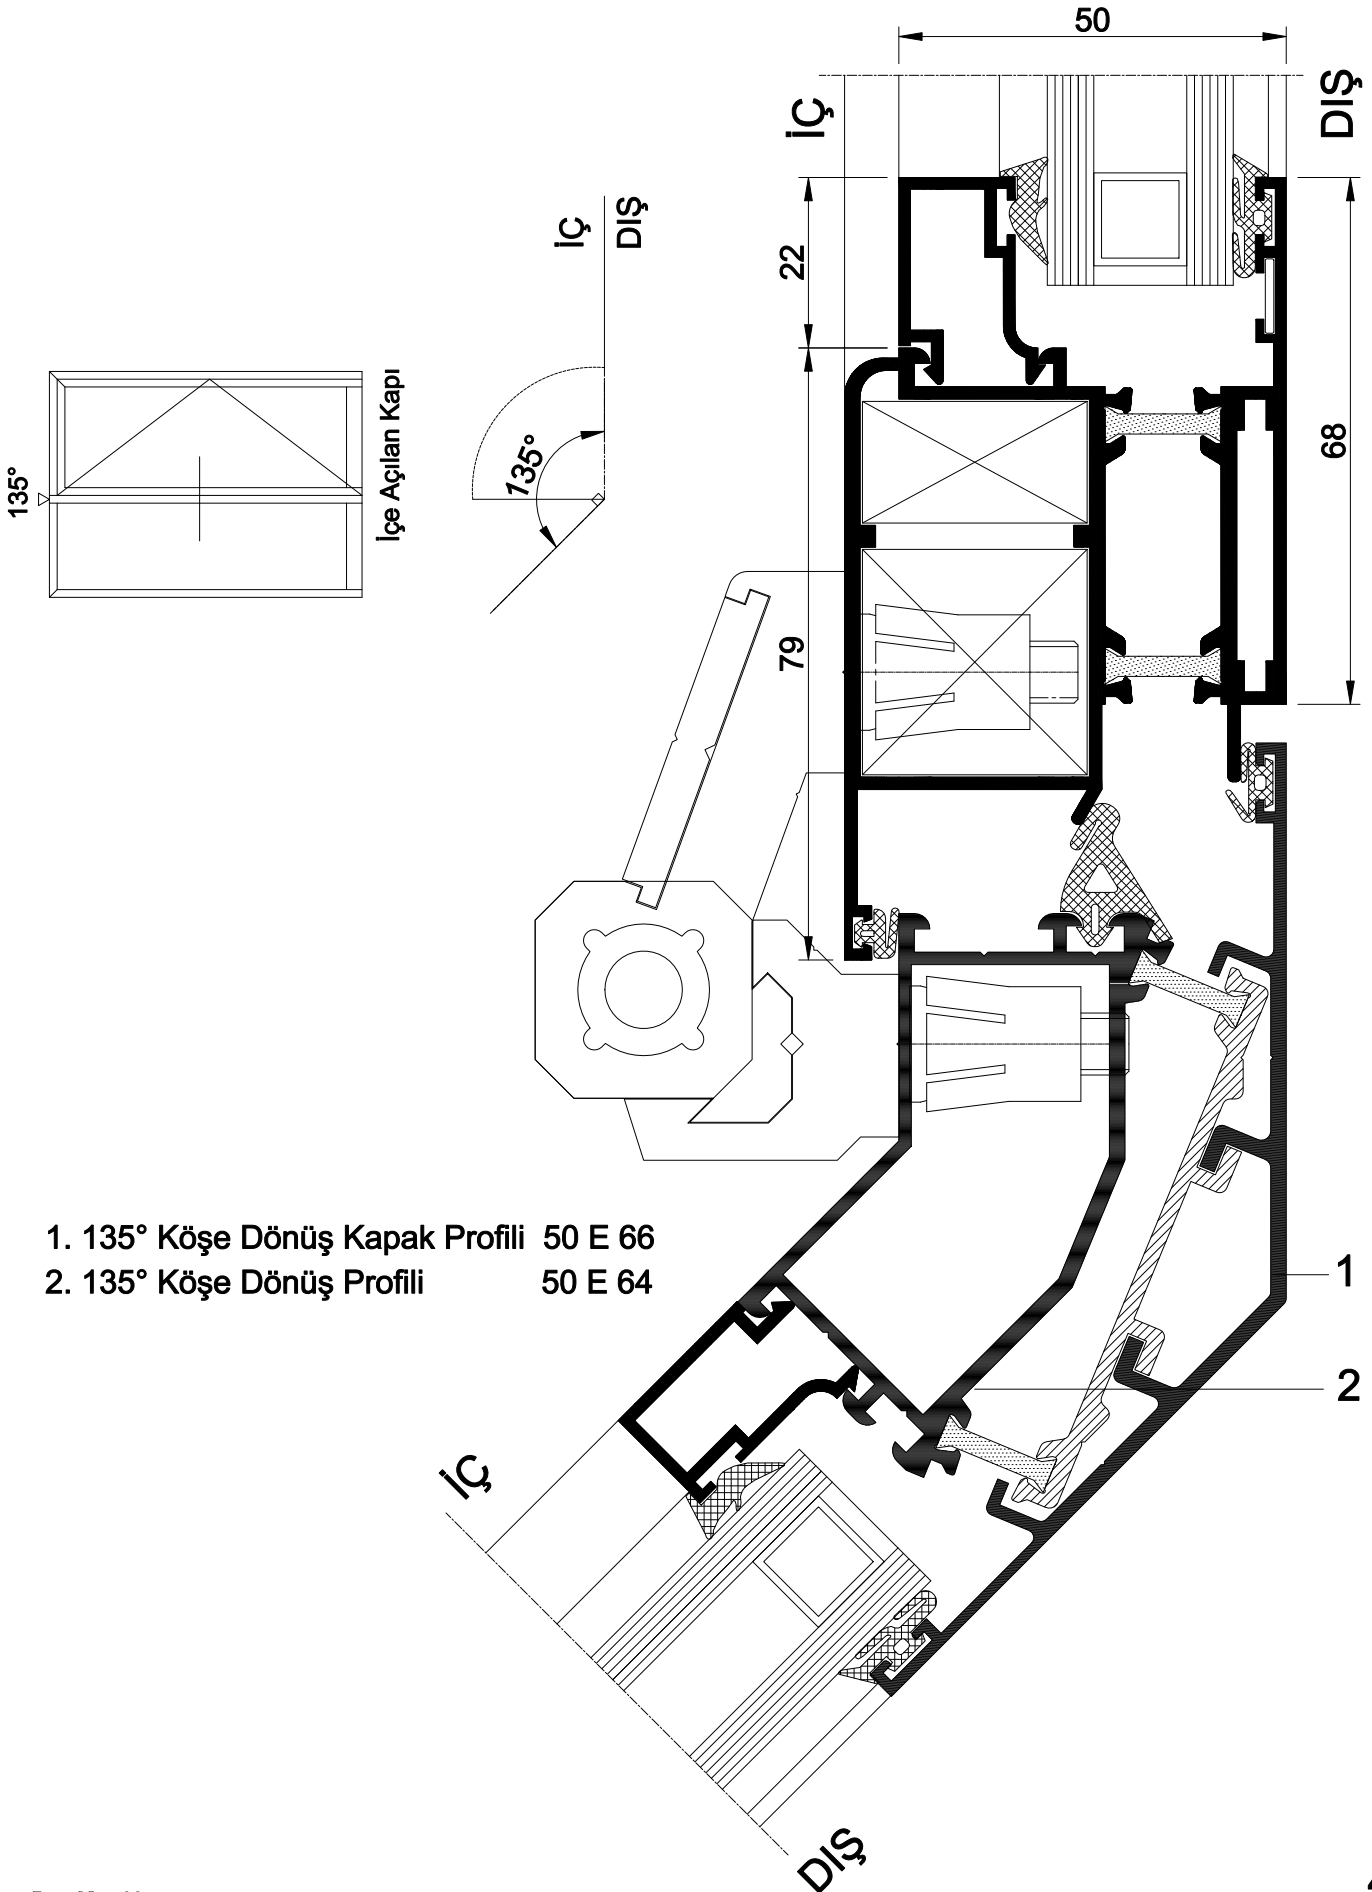 50
İÇ
DIŞ
22
68
79
İÇ
DIŞ
135°
135°
İçe Açılan Kapı
1. 135° Köşe Dönüş Kapak Profili 50 E 66
2. 135° Köşe Dönüş Profili 50 E 64
1
2
İÇ
DIŞ